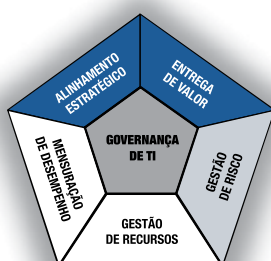 ALINHAMENTO
ESTRATÉGICO
ENTREGA
DE VALOR
MENSURAÇÃO
DE DESEMPENHO
GOVERNANÇA
DE TI
GESTÃO
DE RISCO
GESTÃO
DE RECURSOS